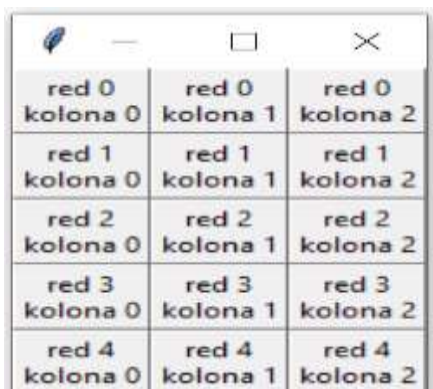 red 0 red 0 red 0
kolona 0 kolona 1 kolona 2
red 1 red 1 red 1
kolona 0 kolona 1 kolona 2
red 2 red 2 red 2
kolona 0 kolona 1 kolona 2
red 3 red 3 red 3
kolona 0 kolona 1 kolona 2
red 4 red 4 red 4
kolona 0 kolona 1 kolona 2